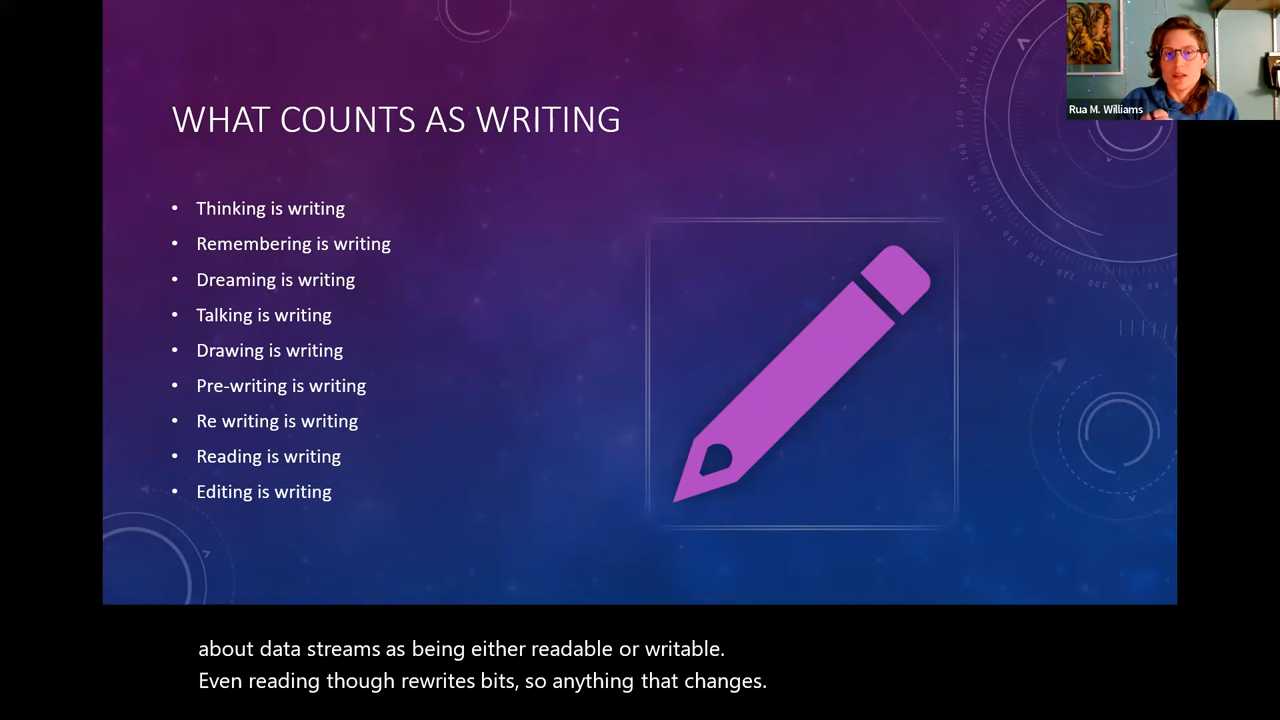 WHAT COUNTS AS WRITING
Rua M. Williams
• Thinking is writing
• Remembering is writing
• Dreaming is writing
• Talking is writing
• Drawing is writing
• Pre-writing is writing
• Re writing is writing
• Reading is writing
• Editing is writing
about data streams as being either readable or writable.
Even reading though rewrites bits, so anything that changes.